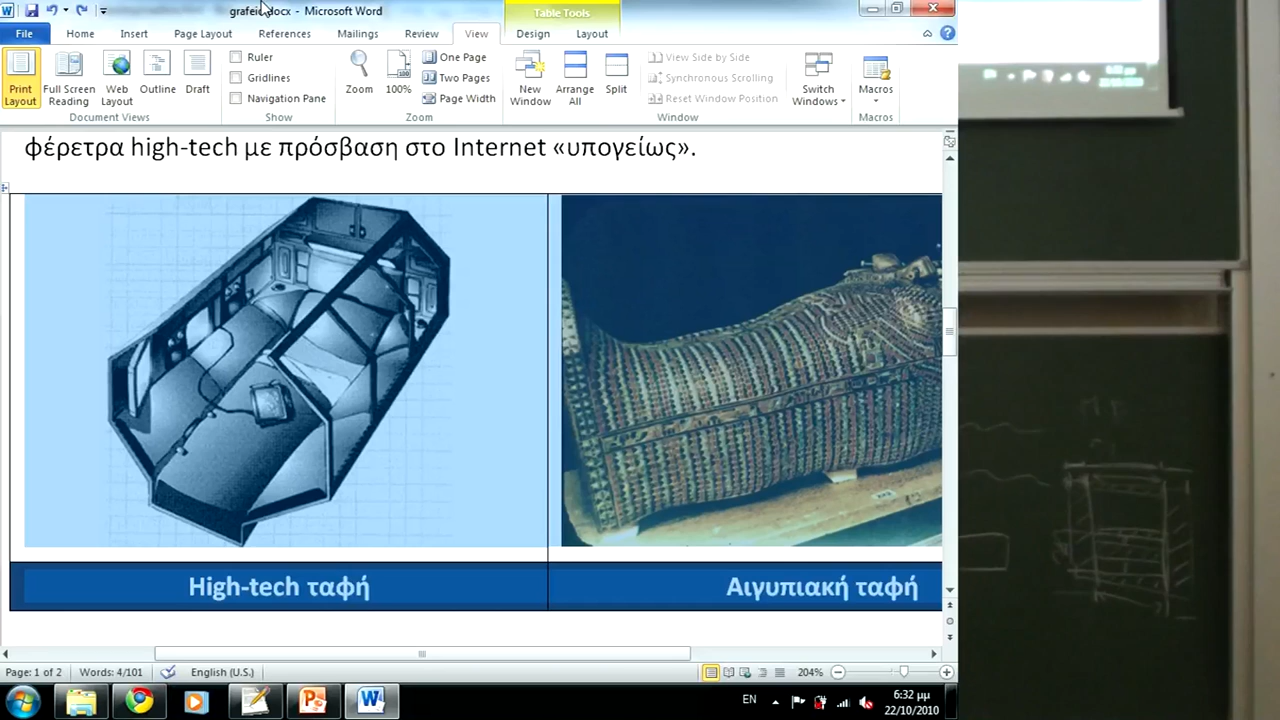 grafeio.docx - Microsoft Word
Table Tools
File Home Insert Page Layout References Mailings Review View Design Layout
Print Layout
Full Screen Reading
Web Layout
Outline
Draft
Document Views
Ruler
Gridlines
Navigation Pane
Show
Zoom
100%
One Page
Two Pages
Page Width
Zoom
New Window
Arrange All
Split
View Side by Side
Synchronous Scrolling
Reset Window Position
Window
Switch Windows
Macros
Macros
φέρετρα high-tech με πρόσβαση στο Internet «υπογείως».
High-tech ταφή
Αιγυπιακή ταφή
Page: 1 of 2 Words: 4/101 English (U.S.) 204%
EN
6:32 μμ
22/10/2010